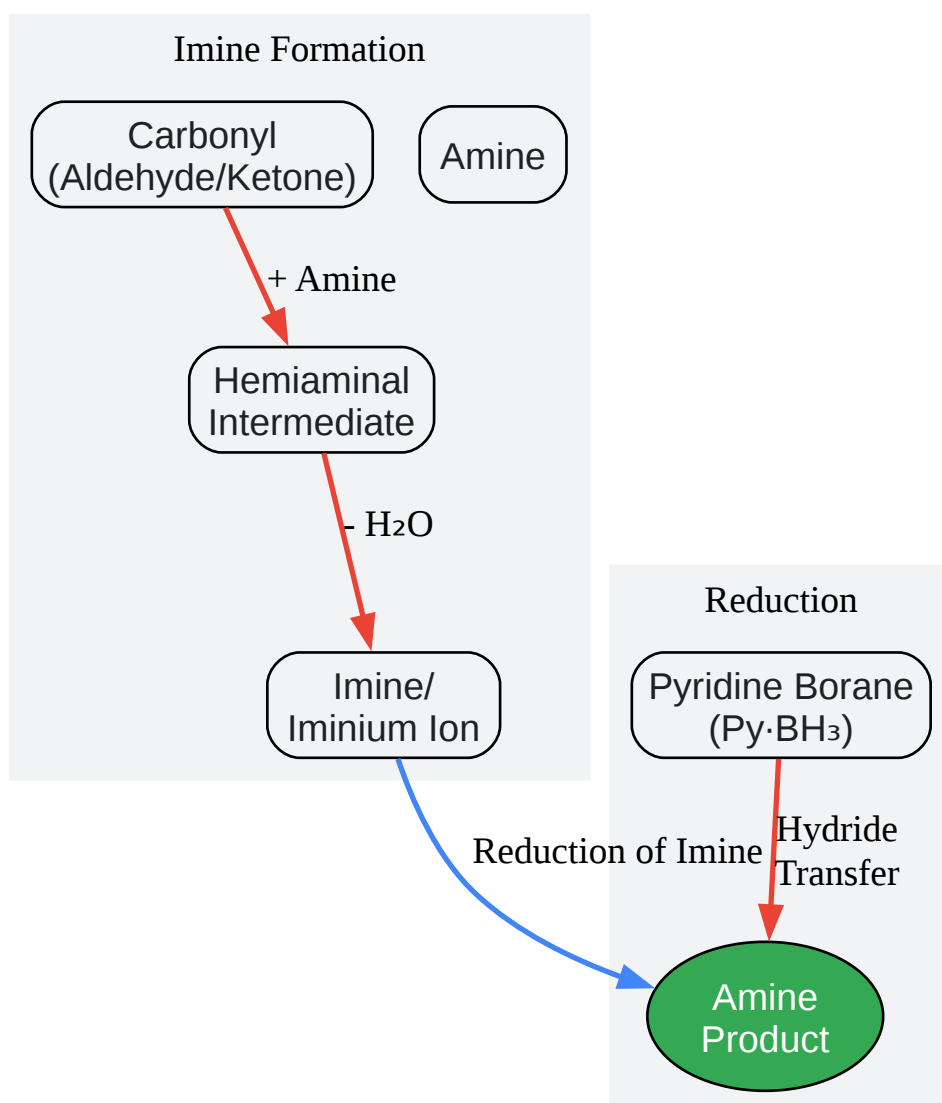 Imine Formation
Carbonyl
(Aldehyde/Ketone)
Amine
+ Amine
Hemiaminal
Intermediate
- H₂O
Imine/
Iminium Ion
Reduction
Pyridine Borane
(Py·BH₃)
Reduction of Imine
Hydride
Transfer
Amine
Product